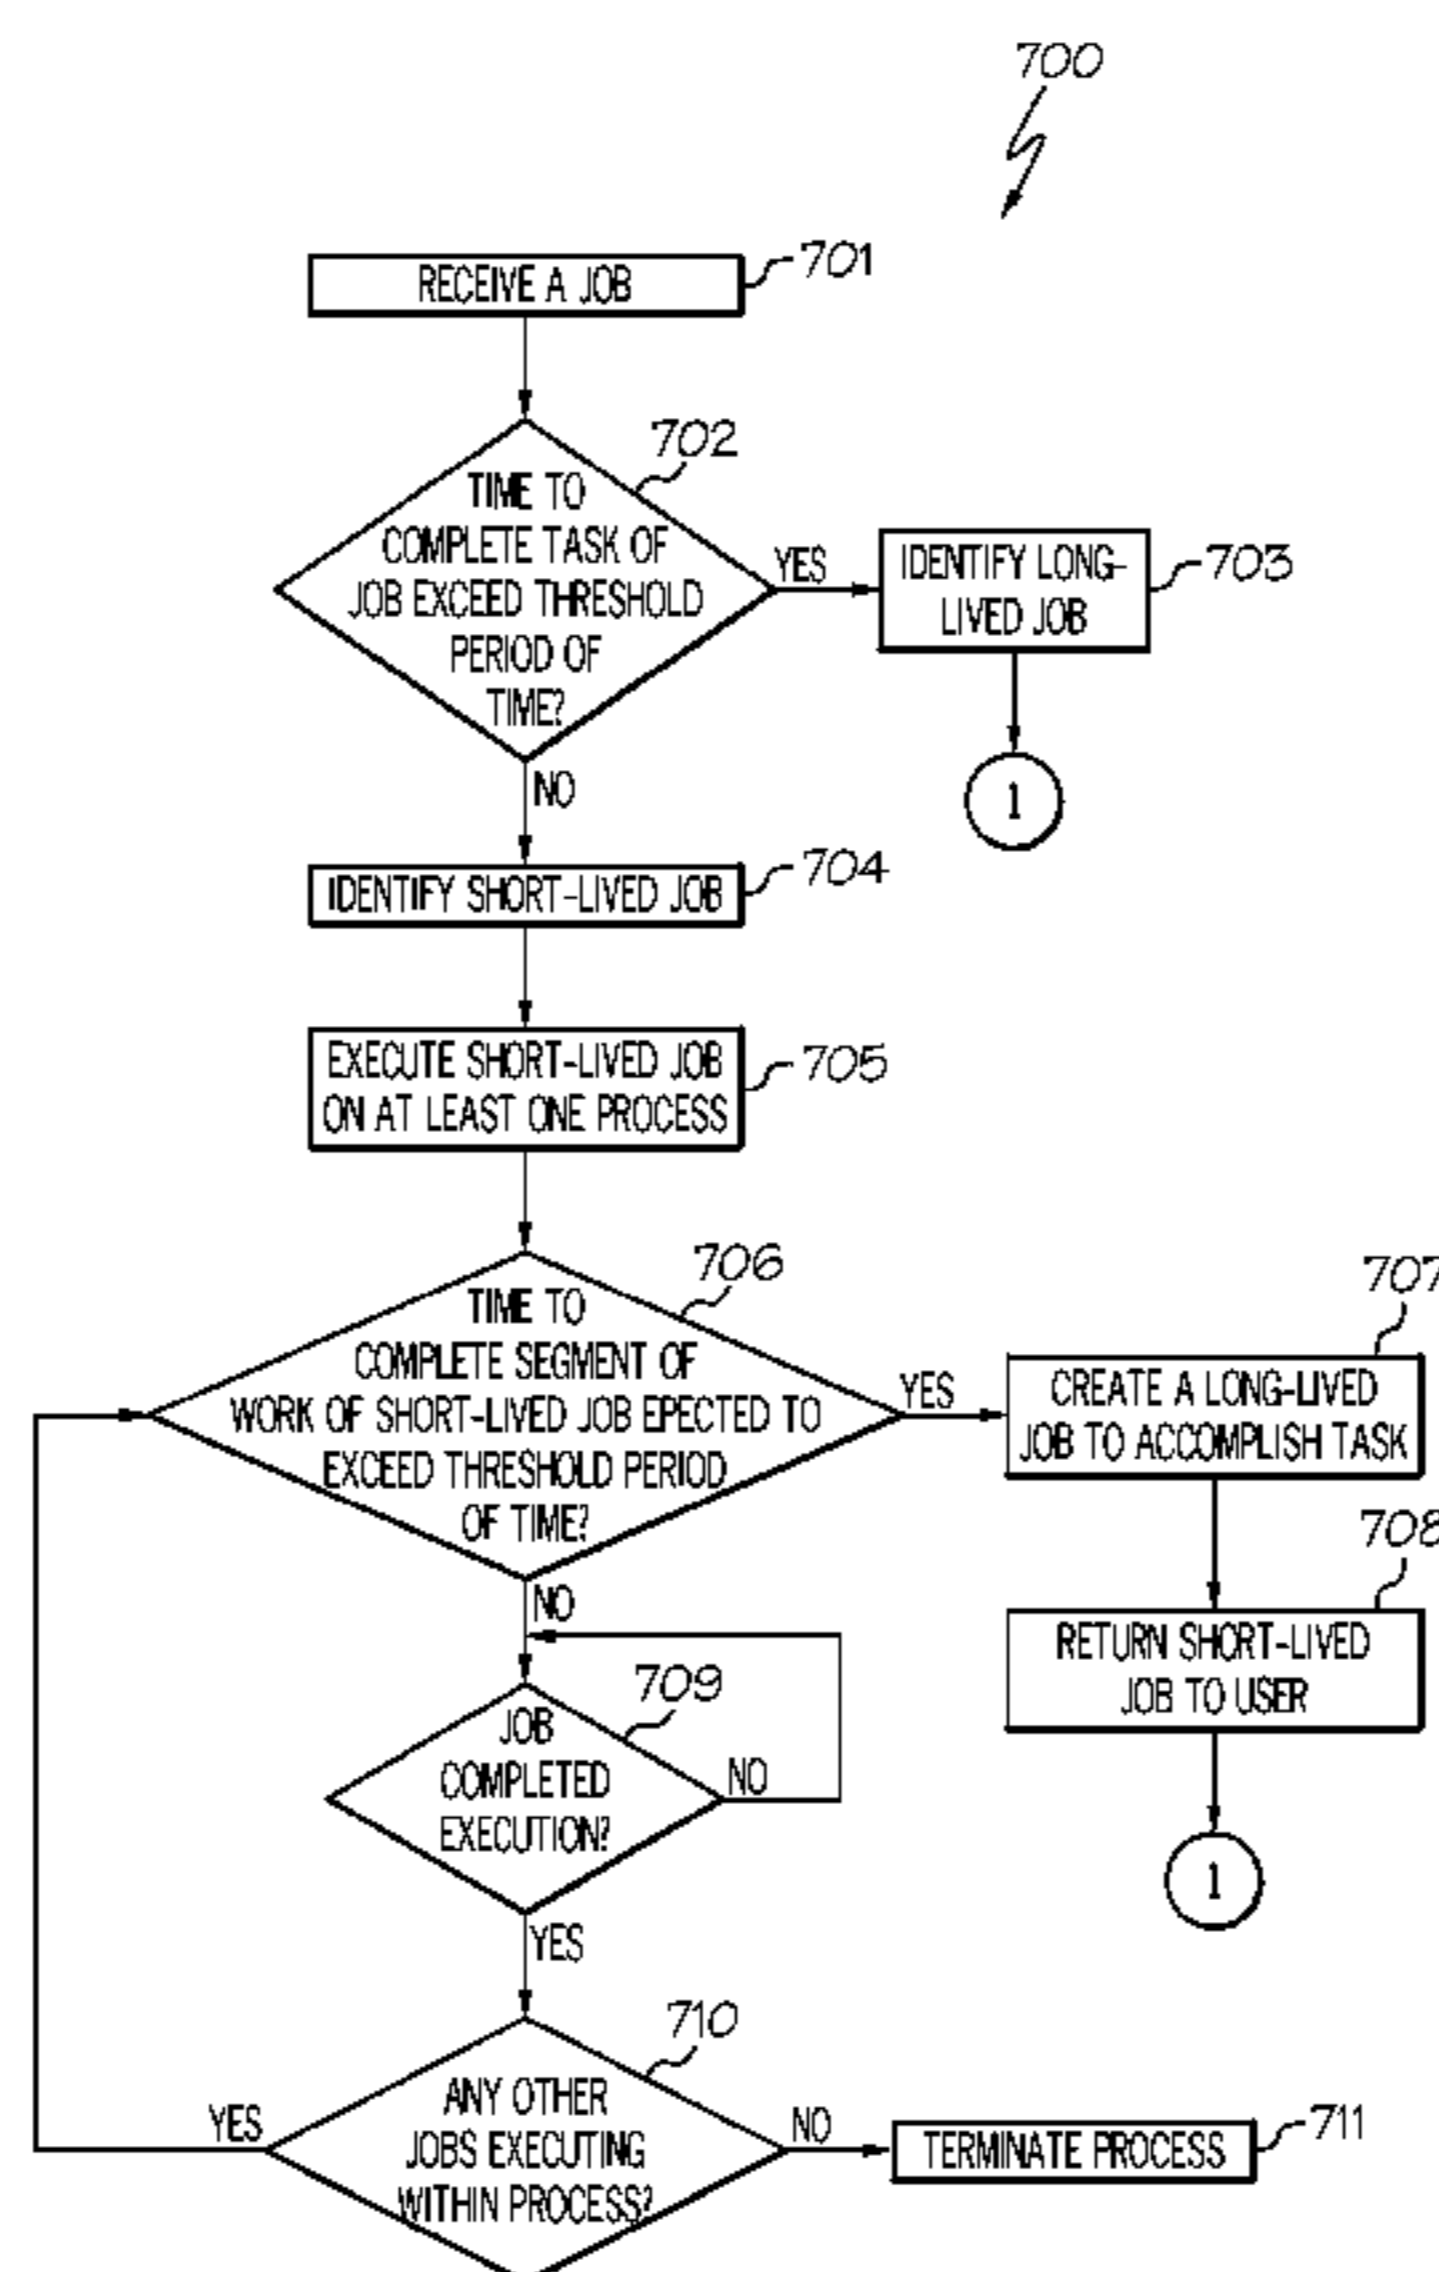 700
RECEIVE A JOB
701
702
TIME TO
COMPLETE TASK OF
JOB EXCEED THRESHOLD
PERIOD OF
TIME?
YES
IDENTIFY LONG-
LIVED JOB
703
1
NO
IDENTIFY SHORT-LIVED JOB
704
EXECUTE SHORT-LIVED JOB
ON AT LEAST ONE PROCESS
705
706
TIME TO
COMPLETE SEGMENT OF
WORK OF SHORT-LIVED JOB EPECTED TO
EXCEED THRESHOLD PERIOD
OF TIME?
YES
707
CREATE A LONG-LIVED
JOB TO ACCOMPLISH TASK
708
RETURN SHORT-LIVED
JOB TO USER
1
NO
709
JOB
COMPLETED
EXECUTION?
NO
YES
710
ANY OTHER
JOBS EXECUTING
WITHIN PROCESS?
YES
NO
TERMINATE PROCESS
711